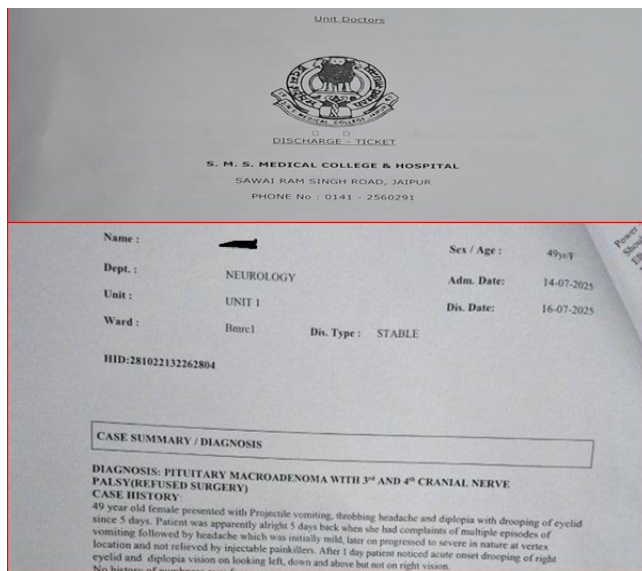 Unit Doctors
DISCHARGE - TICKET
S. M. S. MEDICAL COLLEGE & HOSPITAL
SAWAI RAM SINGH ROAD, JAIPUR
PHONE No : 0141 - 2560291
Name :
Sex / Age : 49yr/F
Dept. : NEUROLOGY
Adm. Date: 14-07-2025
Unit : UNIT 1
Dis. Date: 16-07-2025
Ward : Bmrc1 Dis. Type : STABLE
HID:281022132262804
CASE SUMMARY / DIAGNOSIS
DIAGNOSIS: PITUITARY MACROADENOMA WITH 3rd AND 4th CRANIAL NERVE
PALSY(REFUSED SURGERY)
CASE HISTORY:
49 year old female presented with Projectile vomiting, throbbing headache and diplopia with drooping of eyelid
since 5 days. Patient was apparently alright 5 days back when she had complaints of multiple episodes of
vomiting followed by headache which was initially mild, later on progressed to severe in nature at vertex
location and not relieved by injectable painkillers. After 1 day patient noticed acute onset drooping of right
eyelid and diplopia vision on looking left, down and above but not on right vision.
No history of
Power